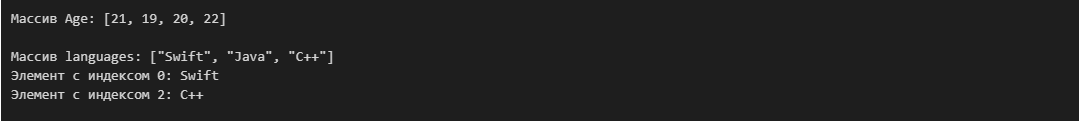 Массив Age: [21, 19, 20, 22]
Массив languages: ["Swift", "Java", "C++"]
Элемент с индексом 0: Swift
Элемент с индексом 2: C++